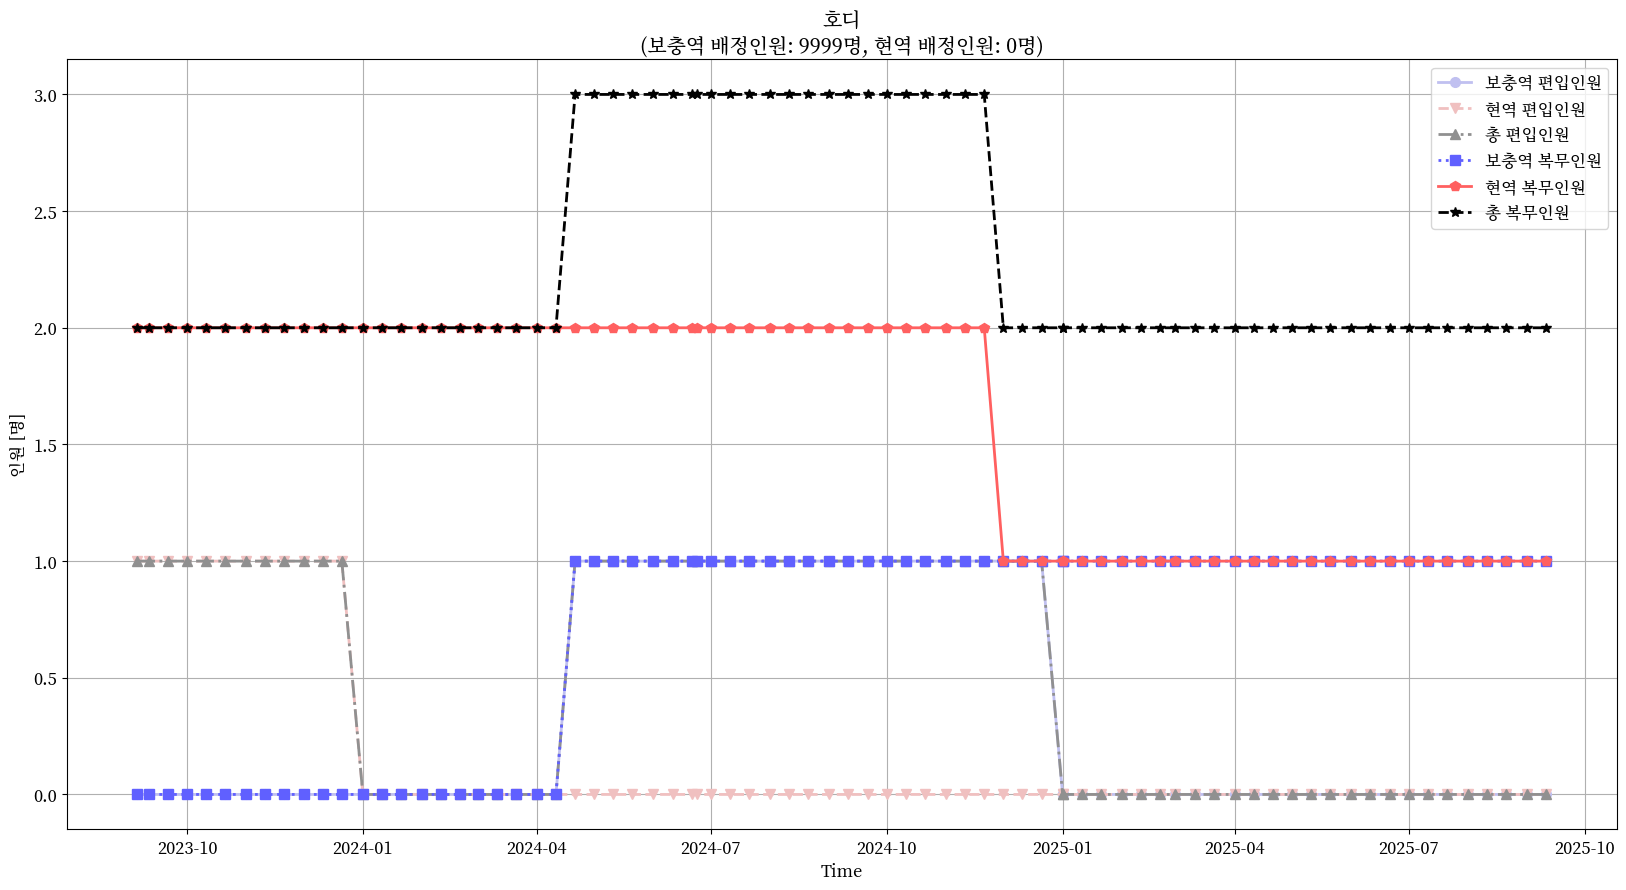 호디
(보충역 배정인원: 9999명, 현역 배정인원: 0명)
보충역 편입인원
현역 편입인원
총 편입인원
보충역 복무인원
현역 복무인원
총 복무인원
인원 [명]
3.0
2.5
2.0
1.5
1.0
0.5
0.0
2023-10
2024-01
2024-04
2024-07
2024-10
2025-01
2025-04
2025-07
2025-10
Time